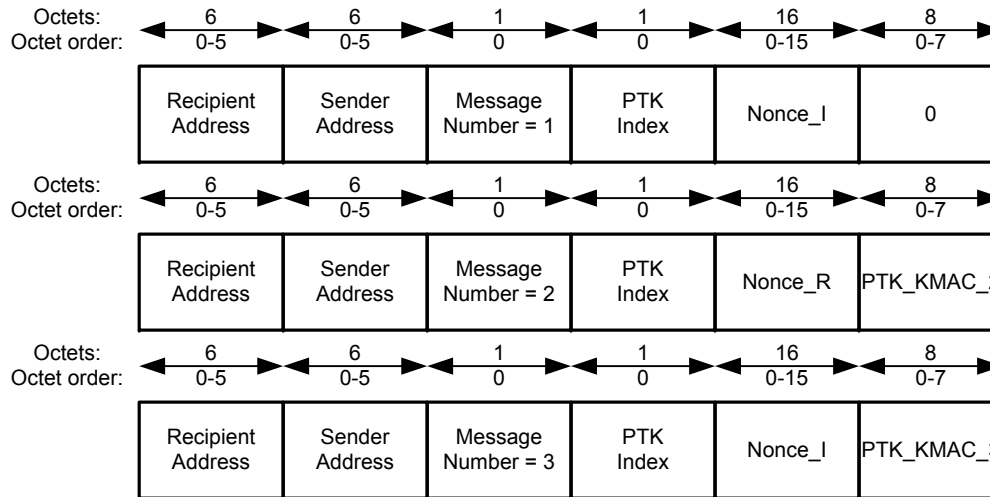 Octets: 6 6 1 1 16 8
Octet order: 0-5 0-5 0 0 0-15 0-7
Recipient Sender Message PTK Nonce_I 0
Address Address Number = 1 Index
Octets: 6 6 1 1 16 8
Octet order: 0-5 0-5 0 0 0-15 0-7
Recipient Sender Message PTK Nonce_R PTK_KMAC_2
Address Address Number = 2 Index
Octets: 6 6 1 1 16 8
Octet order: 0-5 0-5 0 0 0-15 0-7
Recipient Sender Message PTK Nonce_I PTK_KMAC_3
Address Address Number = 3 Index